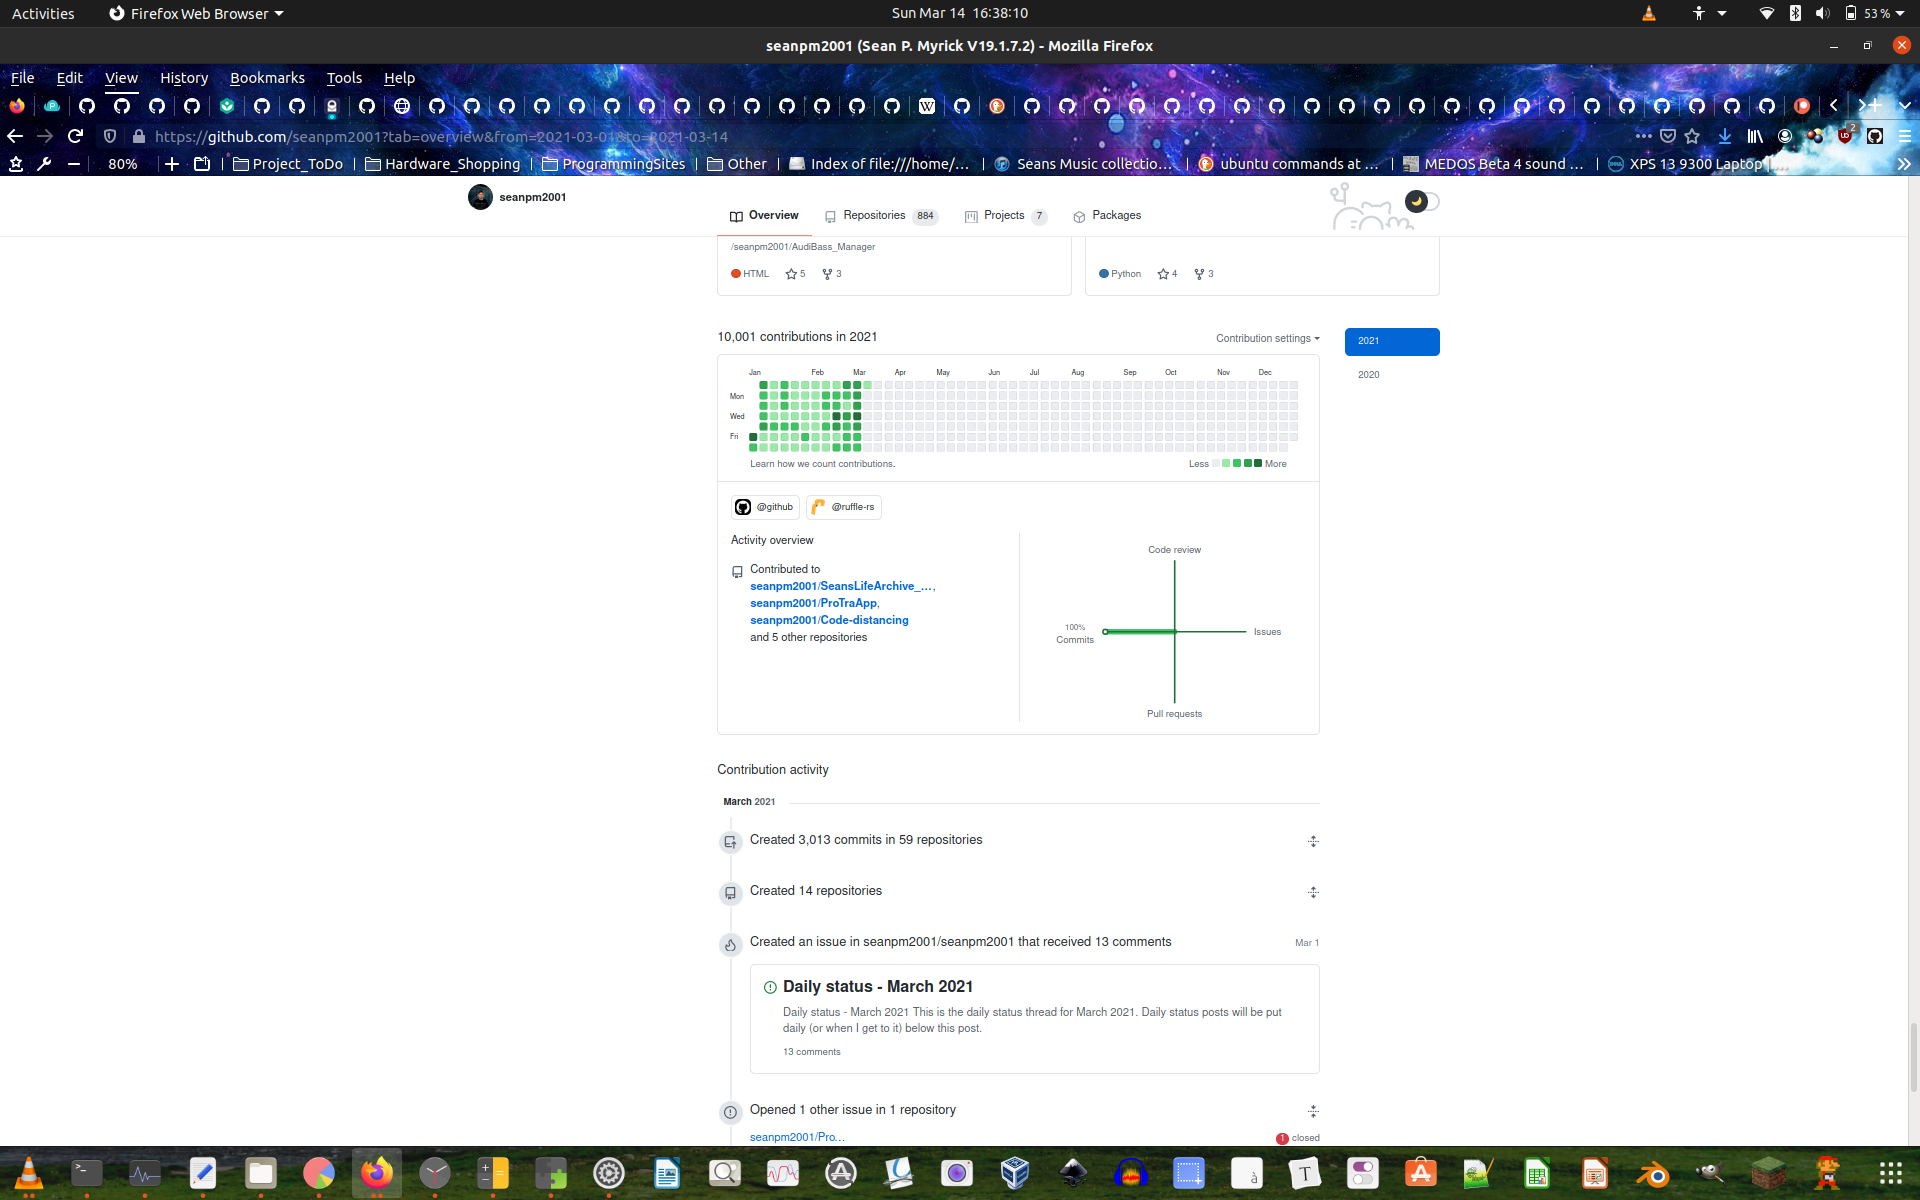 Activities
Firefox Web Browser
Sun Mar 14 16:38:10
53 %
seanpm2001 (Sean P. Myrick V19.1.7.2) - Mozilla Firefox
File Edit View History Bookmarks Tools Help
https://github.com/seanpm2001?tab=overview&from=2021-03-01&to=2021-03-14
2
80%
Project_ToDo
Hardware_Shopping
ProgrammingSites
Other
Index of file:///home/...
Seans Music collectio...
ubuntu commands at ...
MEDOS Beta 4 sound ...
XPS 13 9300 Laptop |...
seanpm2001
Overview
Repositories 884
Projects 7
Packages
/seanpm2001/AudiBass_Manager
HTML 5 3
Python 4 3
10,001 contributions in 2021
Contribution settings
2021
2020
Jan Feb Mar Apr May Jun Jul Aug Sep Oct Nov Dec
Mon
Wed
Fri
Learn how we count contributions.
Less More
@github
@ruffle-rs
Activity overview
Contributed to
seanpm2001/SeansLifeArchive_...,
seanpm2001/ProTraApp,
seanpm2001/Code-distancing
and 5 other repositories
Code review
100%
Commits
Issues
Pull requests
Contribution activity
March 2021
Created 3,013 commits in 59 repositories
Created 14 repositories
Created an issue in seanpm2001/seanpm2001 that received 13 comments
Mar 1
Daily status - March 2021
Daily status - March 2021 This is the daily status thread for March 2021. Daily status posts will be put
daily (or when I get to it) below this post.
13 comments
Opened 1 other issue in 1 repository
seanpm2001/Pro...
1 closed